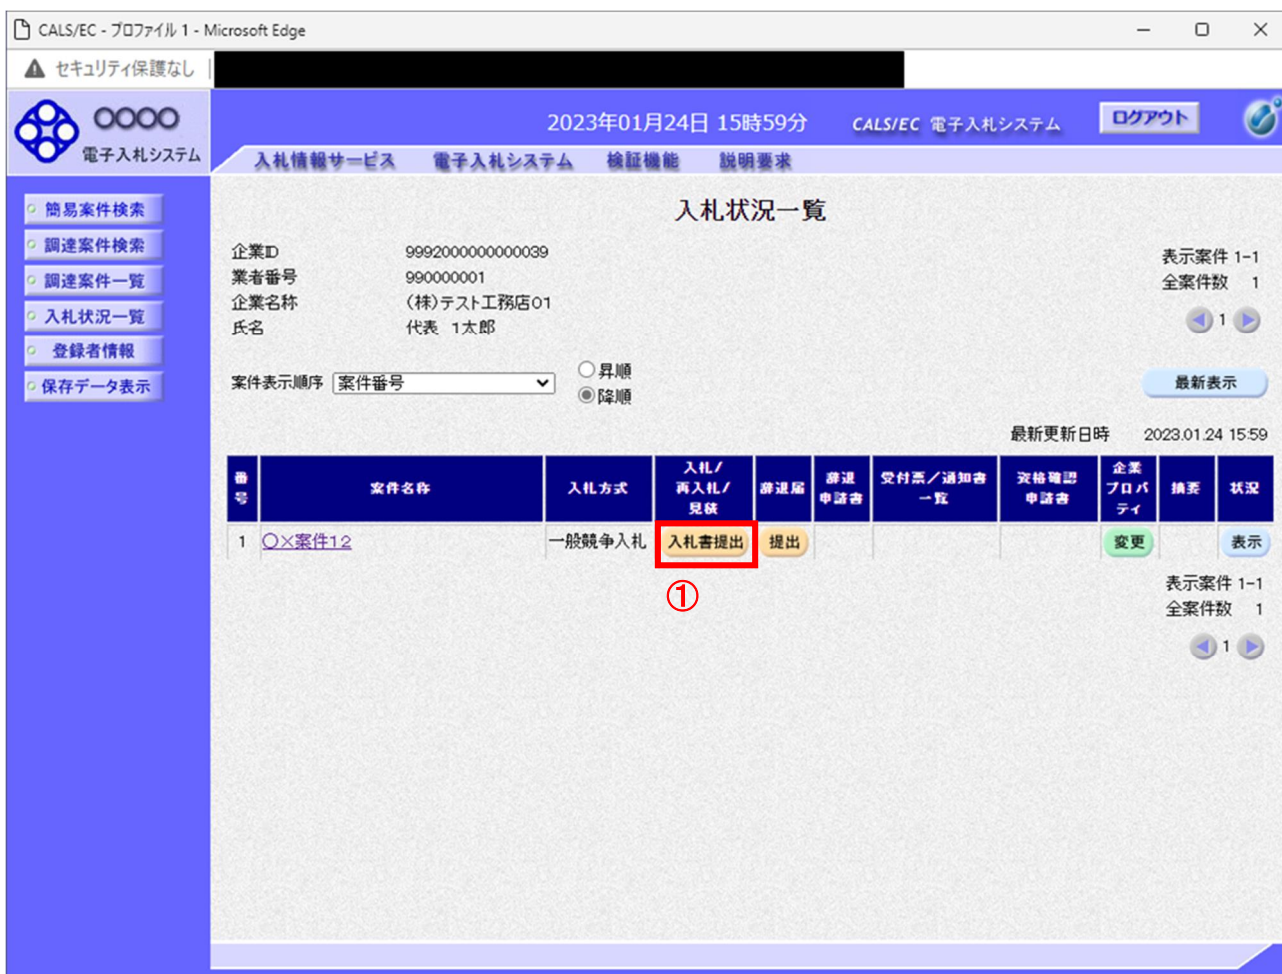 CALS/EC - プロファイル 1 - Microsoft Edge
セキュリティ保護なし
〇〇〇〇
電子入札システム
2023年01月24日 15時59分
CALS/EC 電子入札システム
ログアウト
入札情報サービス 電子入札システム 検証機能 説明要求
簡易案件検索
調達案件検索
調達案件一覧
入札状況一覧
登録者情報
保存データ表示
入札状況一覧
企業ID 9992000000000039
業者番号 990000001
企業名称 (株)テスト工務店01
氏名 代表 1太郎
表示案件 1-1
全案件数 1
1
案件表示順序 案件番号
昇順
降順
最新表示
最新更新日時 2023.01.24 15:59
番号 案件名称 入札方式 入札/再入札/見積 辞退届 辞退申請書 受付票/通知書一覧 資格確認申請書 企業プロパティ 摘要 状況
1 〇×案件12 一般競争入札 入札書提出 提出 変更 表示
①
表示案件 1-1
全案件数 1
1